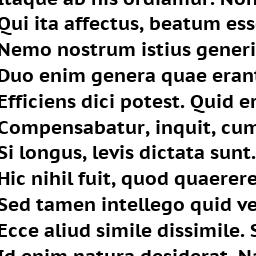 Itaque ab his ordiamur. Non
Qui ita affectus, beatum ess
Nemo nostrum istius generi
Duo enim genera quae erant
Efficiens dici potest. Quid er
Compensabatur, inquit, cum
Si longus, levis dictata sunt.
Hic nihil fuit, quod quaerere
Sed tamen intellego quid ve
Ecce aliud simile dissimile. S
Id enim natura desiderat. Na